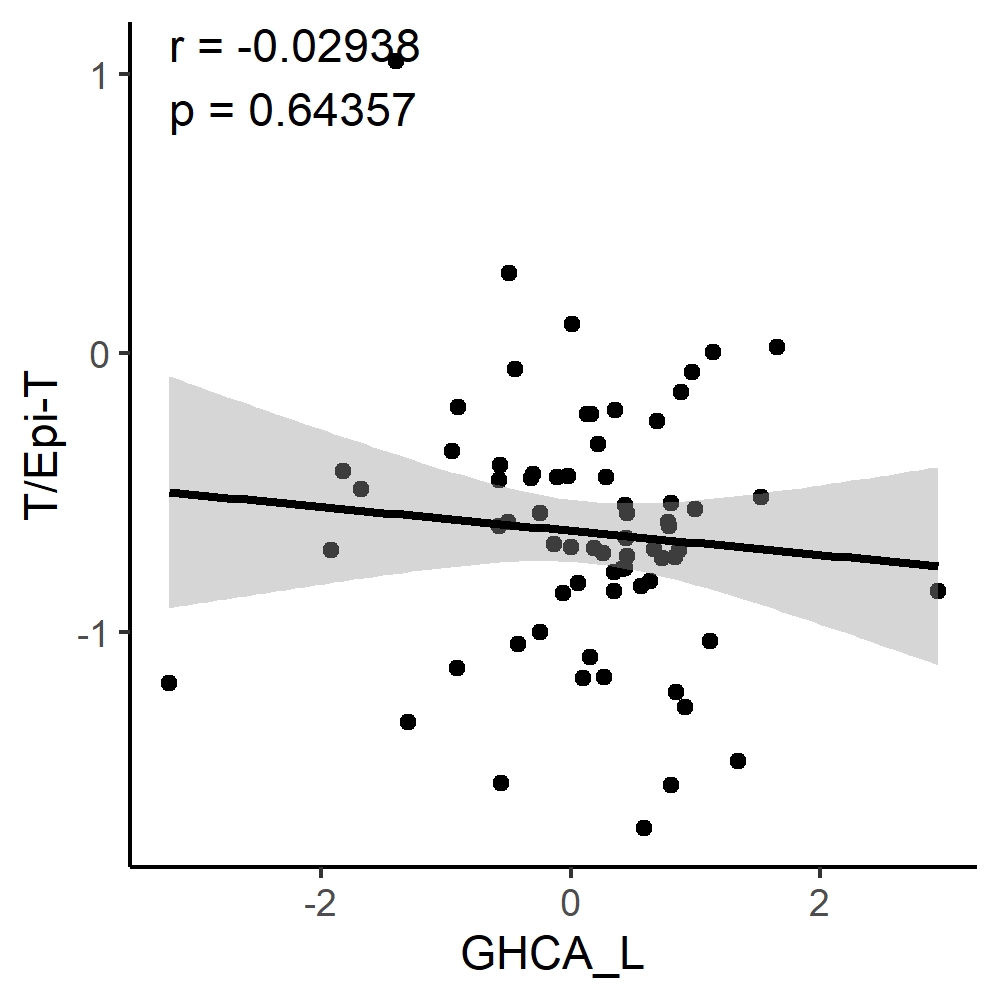 r = -0.02938
p = 0.64357
1
0
-1
T/Epi-T
-2 0 2
GHCA_L